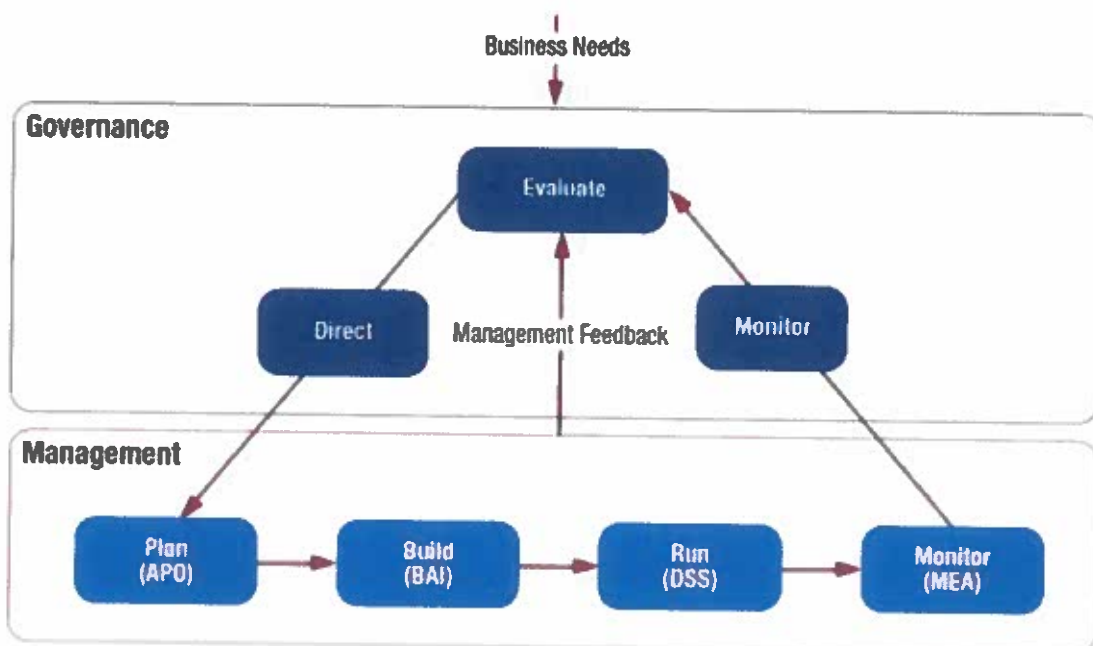 Business Needs
Governance
Evaluate
Direct
Management Feedback
Monitor
Management
Plan
(APO)
Build
(BAI)
Run
(DSS)
Monitor
(MEA)